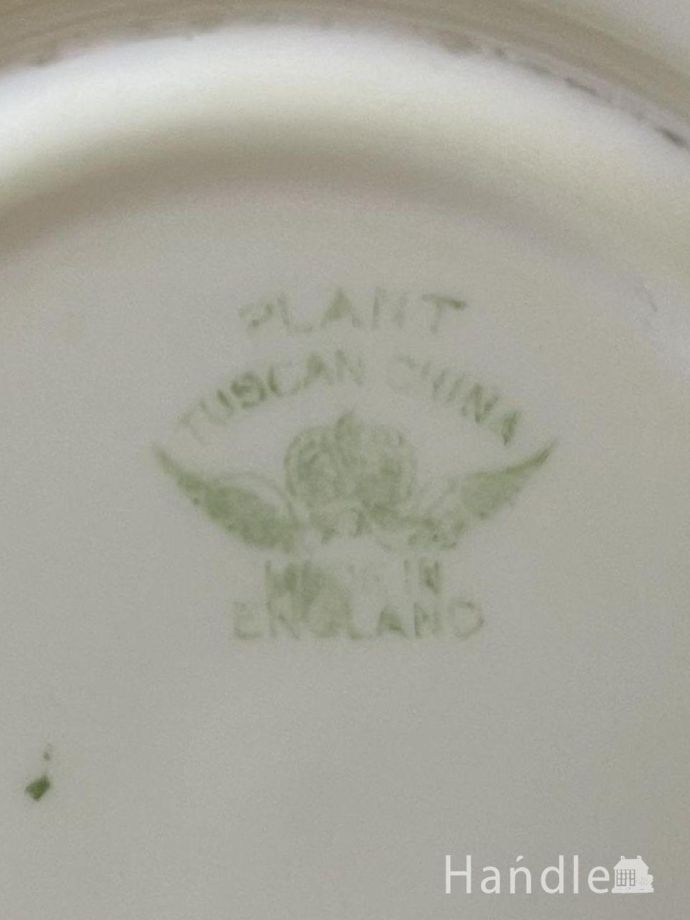 PLANT
TUSCAN CHINA
MADE IN
ENGLAND
Handle